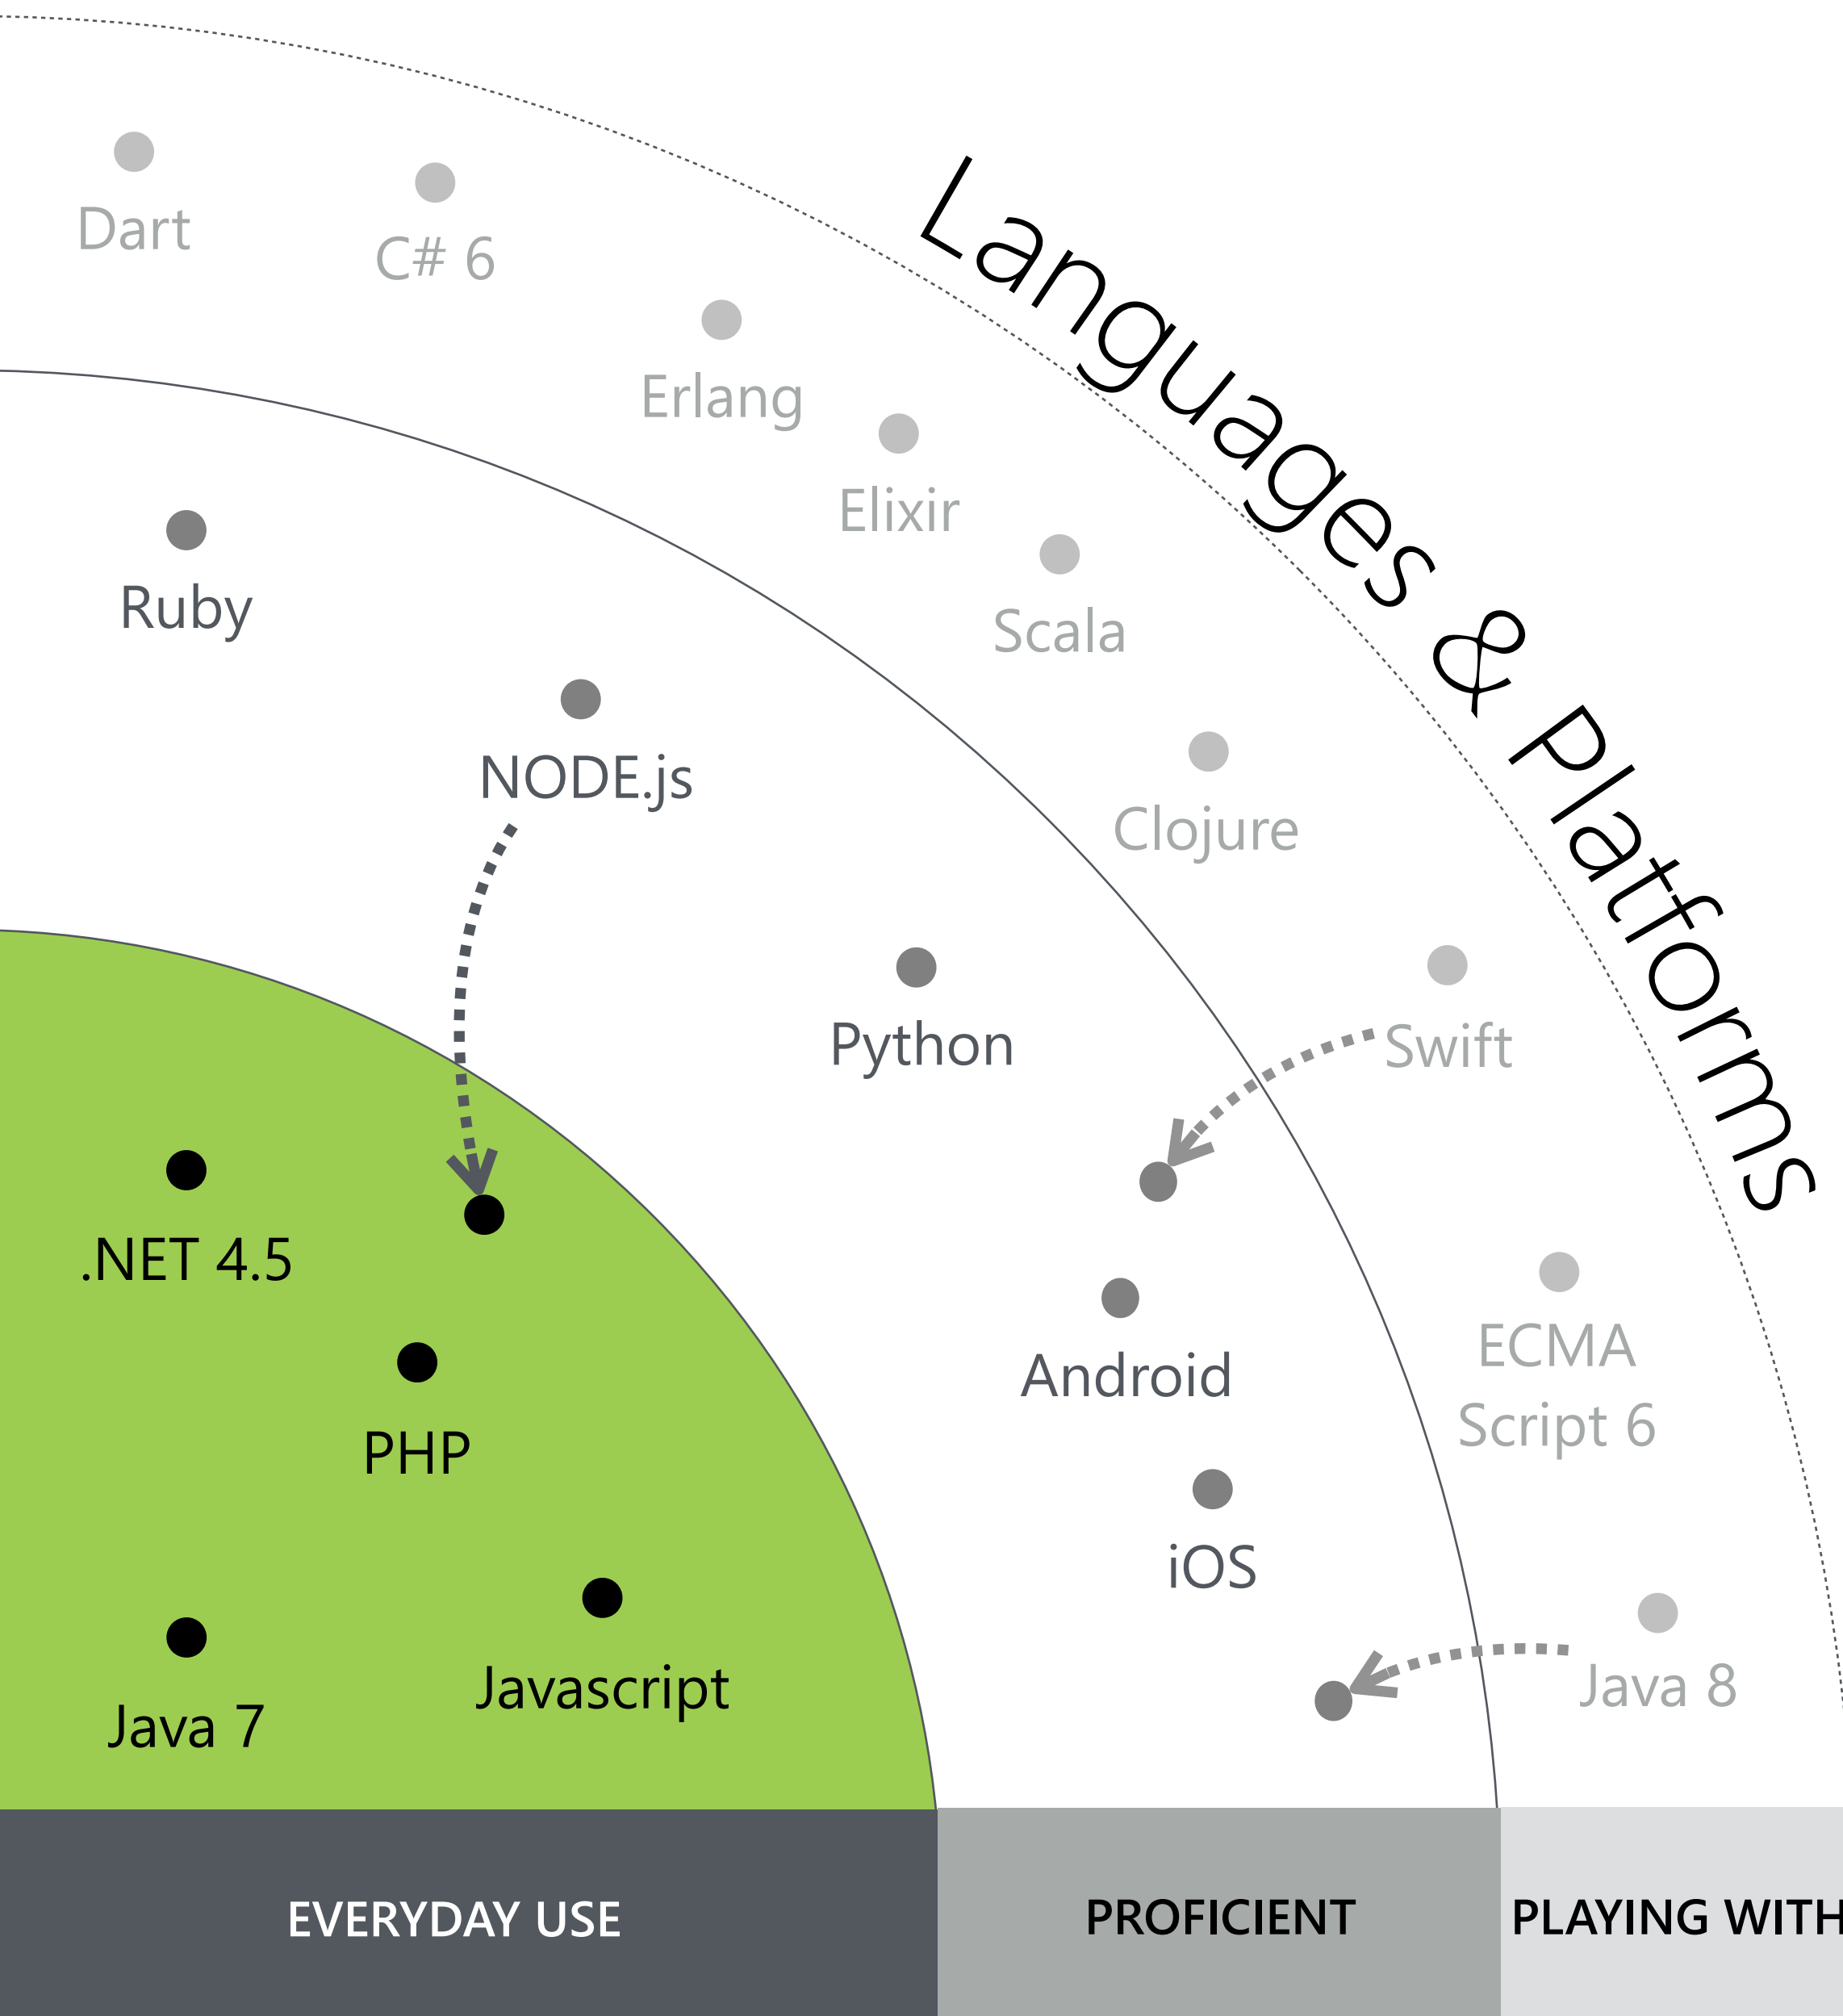 Languages & Platforms
Dart
C# 6
Erlang
Elixir
Ruby
Scala
NODE.js
Clojure
Python
Swift
.NET 4.5
Android
ECMA
Script 6
PHP
iOS
Javascript
Java 7
Java 8
EVERYDAY USE
PROFICIENT
PLAYING WITH